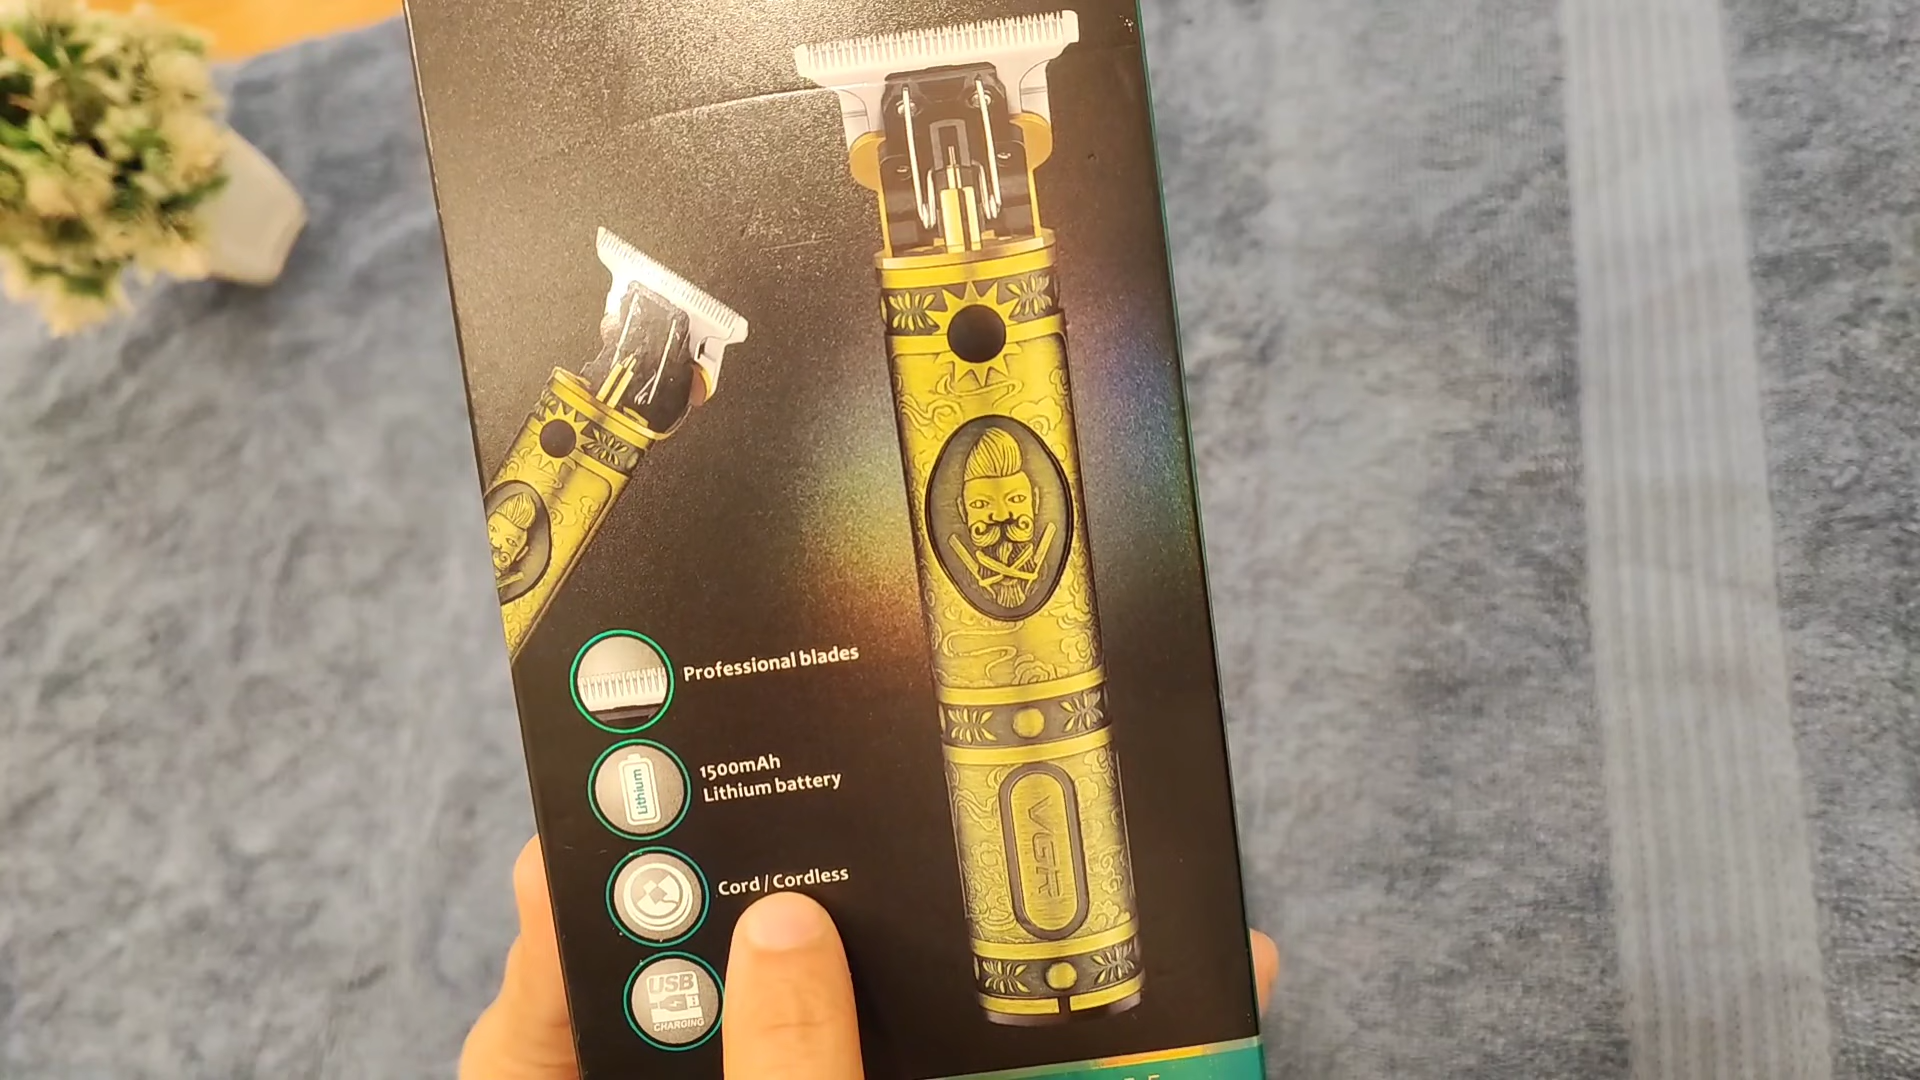 Professional blades
Lithium
1500mAh
Lithium battery
Cord / Cordless
USB
CHARGING
VGR